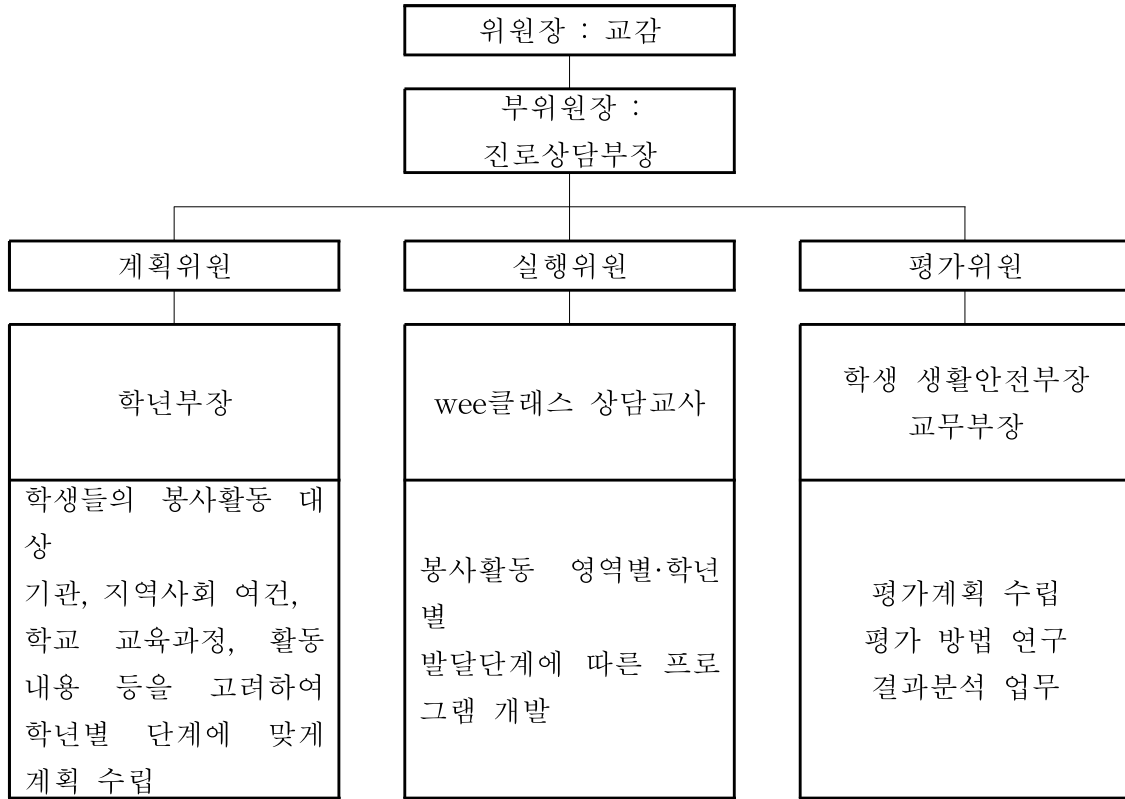 위원장 : 교감
부위원장 :
진로상담부장
계획위원
실행위원
평가위원
학년부장
wee클래스 상담교사
학생 생활안전부장
교무부장
학생들의 봉사활동 대
상
기관, 지역사회 여건,
학교 교육과정, 활동
내용 등을 고려하여
학년별 단계에 맞게
계획 수립
봉사활동 영역별·학년
별
발달단계에 따른 프로
그램 개발
평가계획 수립
평가 방법 연구
결과분석 업무